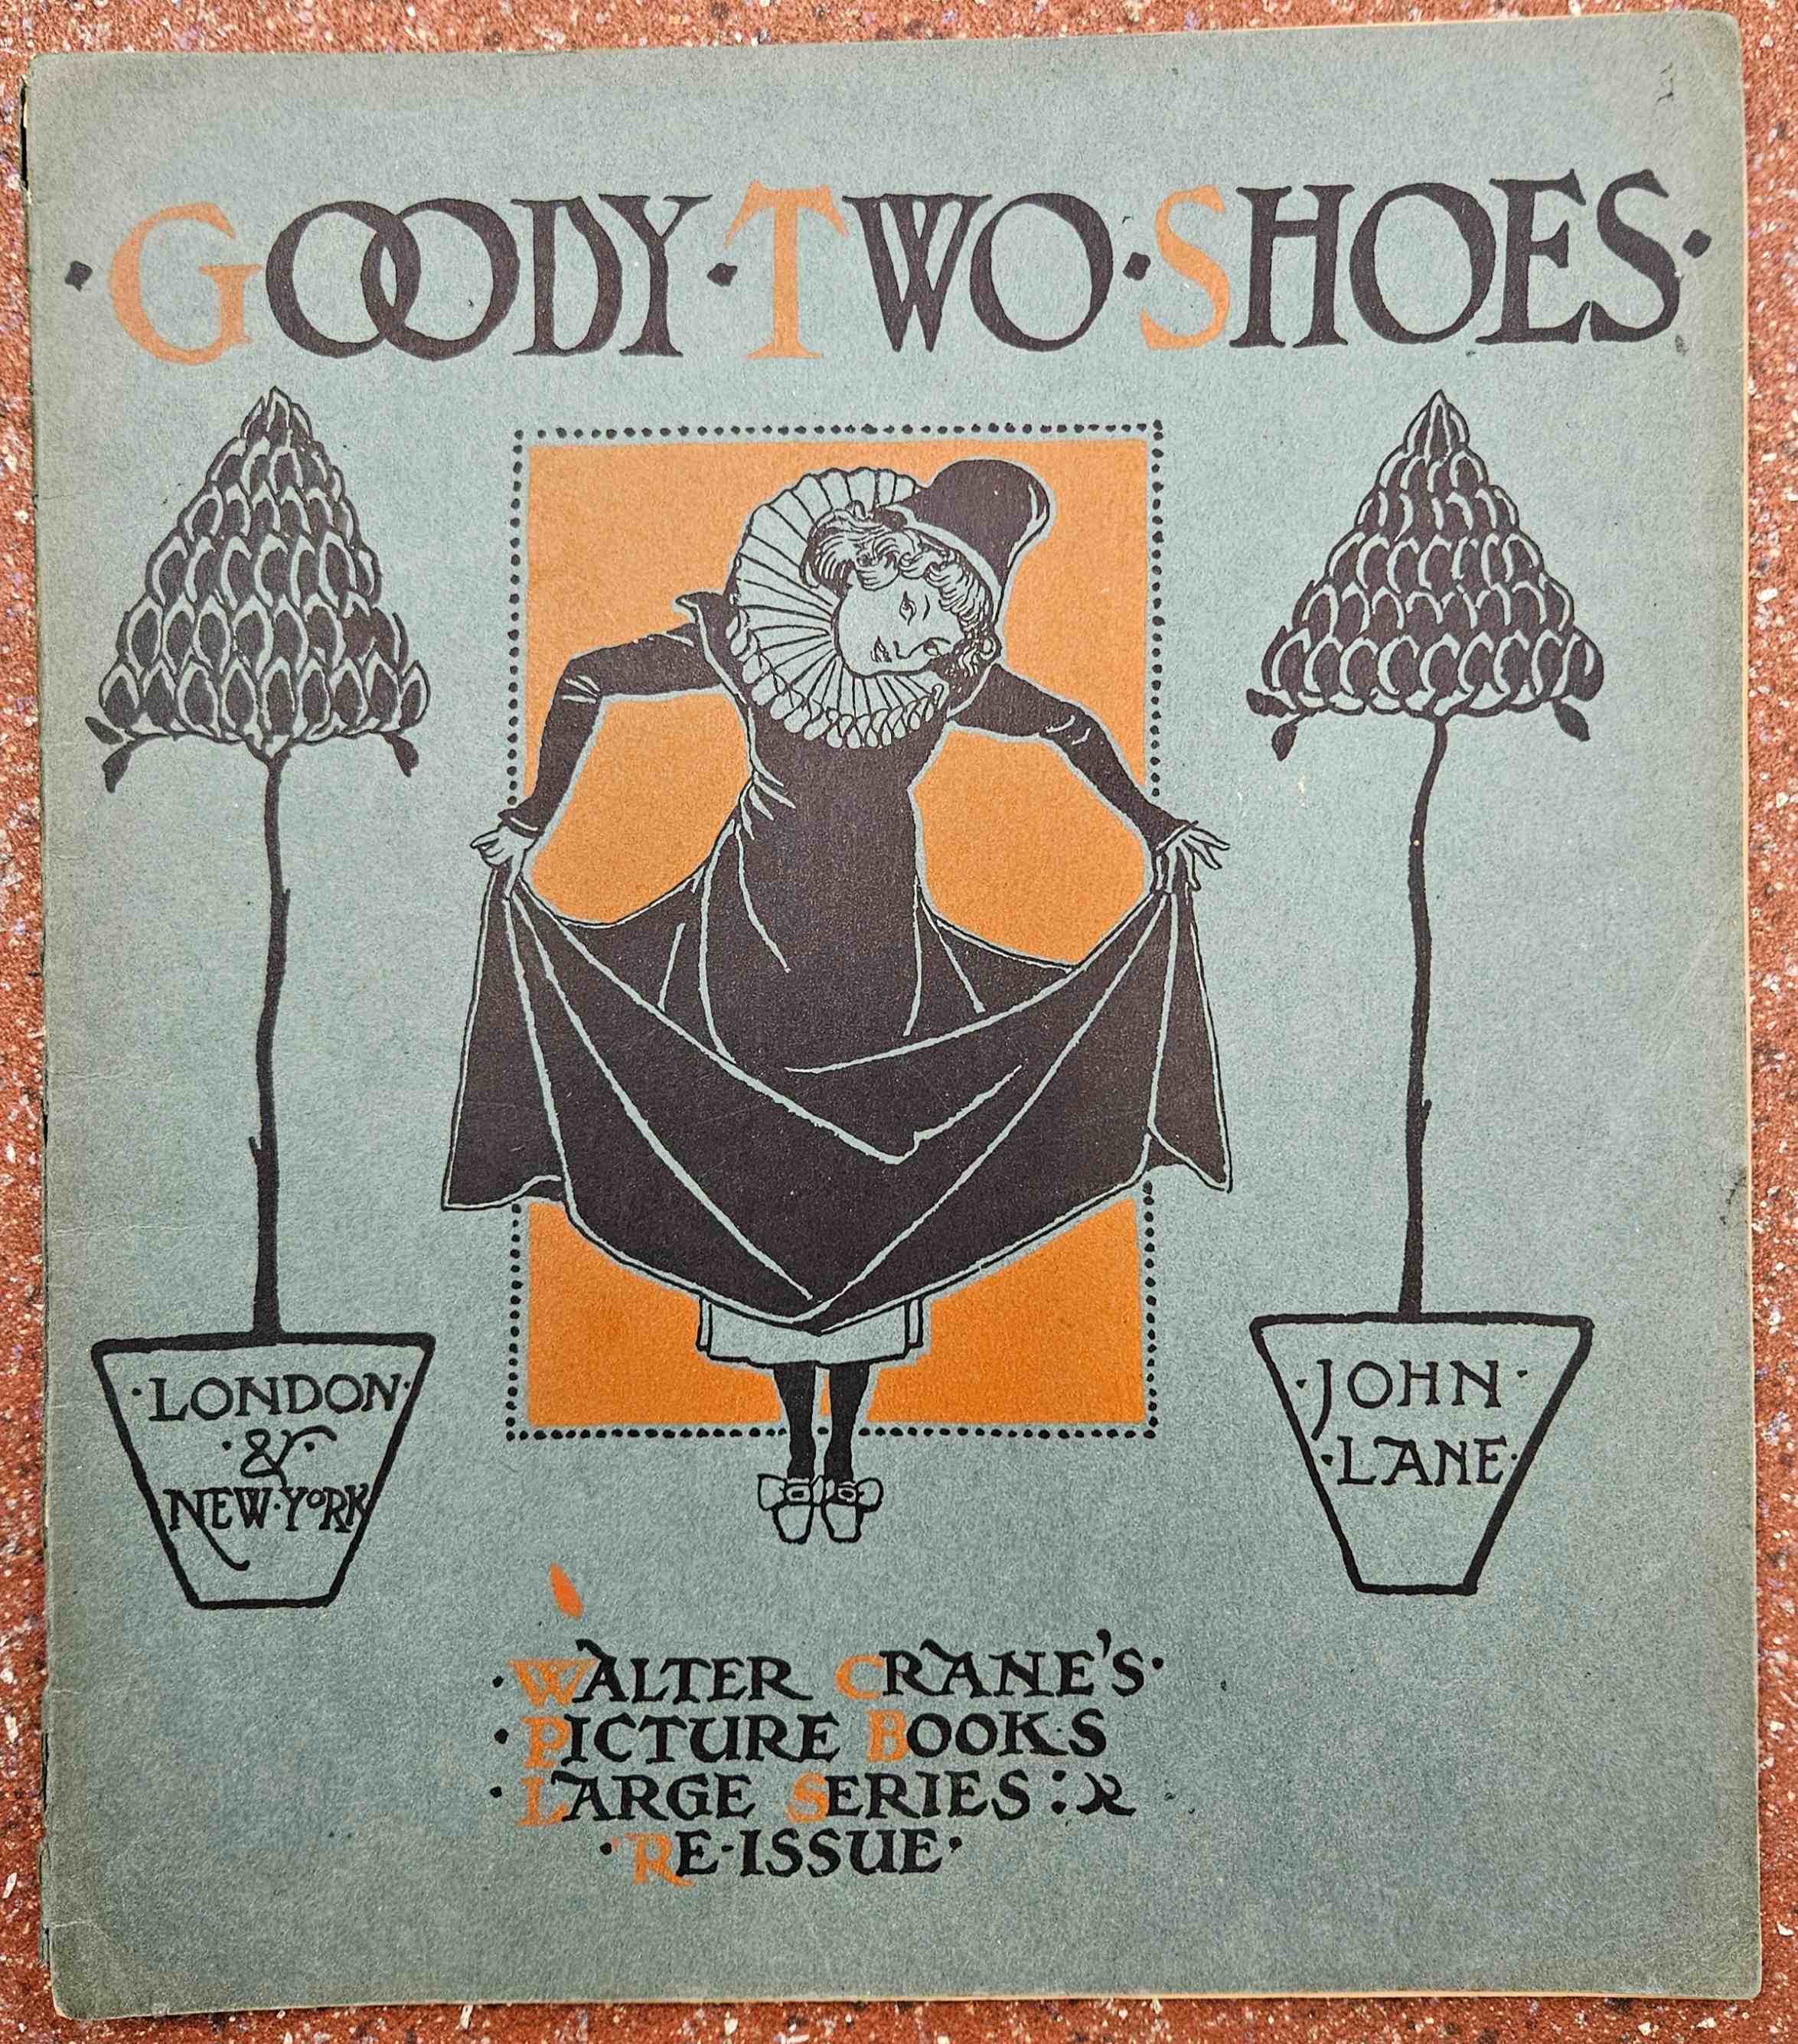 ·GOODY·TWO·SHOES·
·LONDON·
·&·
NEW·YORK
·JOHN·
·LANE·
·WALTER CRANE'S·
·PICTURE BOOKS
·LARGE SERIES:
·RE-ISSUE·